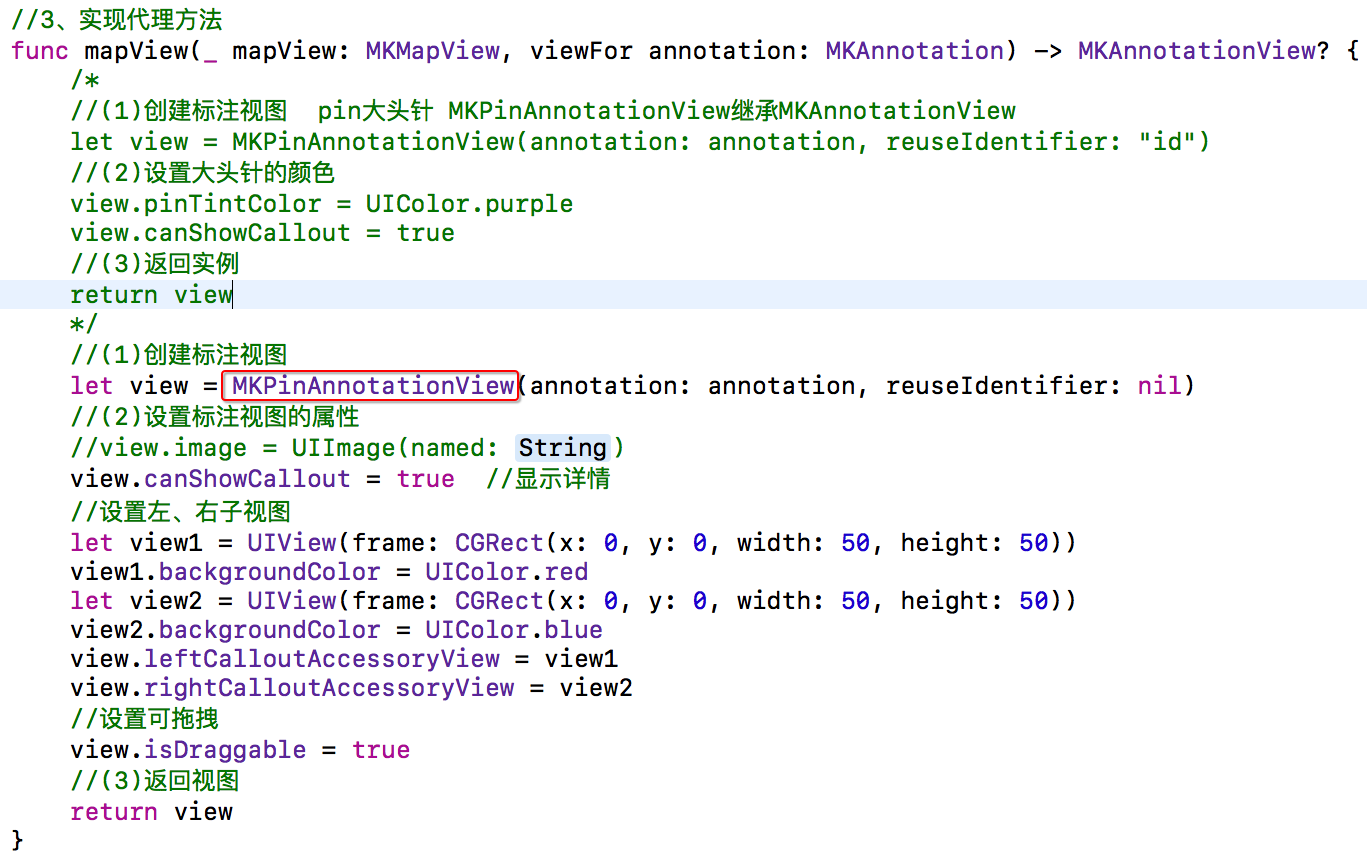 //3、实现代理方法
func mapView(_ mapView: MKMapView, viewFor annotation: MKAnnotation) -> MKAnnotationView? {
/*
//(1)创建标注视图  pin大头针 MKPinAnnotationView继承MKAnnotationView
let view = MKPinAnnotationView(annotation: annotation, reuseIdentifier: "id")
//(2)设置大头针的颜色
view.pinTintColor = UIColor.purple
view.canShowCallout = true
//(3)返回实例
return view
*/
//(1)创建标注视图
let view = MKPinAnnotationView(annotation: annotation, reuseIdentifier: nil)
//(2)设置标注视图的属性
//view.image = UIImage(named: String)
view.canShowCallout = true  //显示详情
//设置左、右子视图
let view1 = UIView(frame: CGRect(x: 0, y: 0, width: 50, height: 50))
view1.backgroundColor = UIColor.red
let view2 = UIView(frame: CGRect(x: 0, y: 0, width: 50, height: 50))
view2.backgroundColor = UIColor.blue
view.leftCalloutAccessoryView = view1
view.rightCalloutAccessoryView = view2
//设置可拖拽
view.isDraggable = true
//(3)返回视图
return view
}